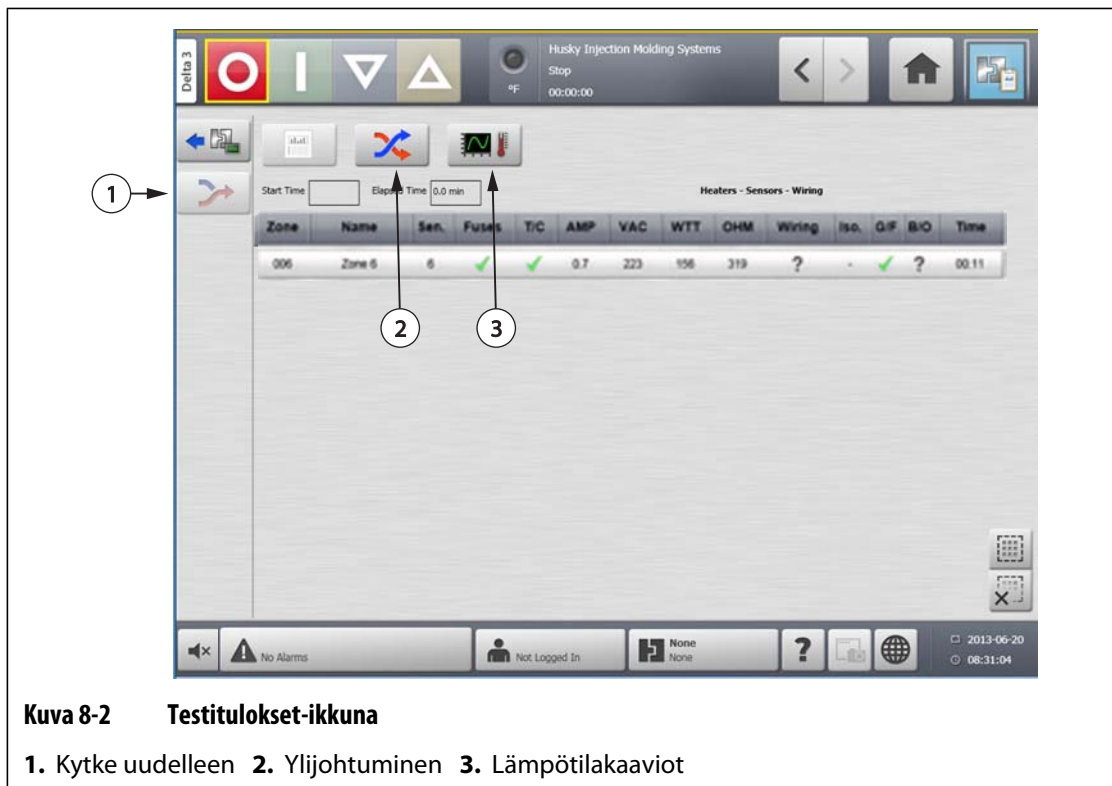 Delta 3
Husky Injection Molding Systems
Stop
°F
00:00:00
1
Start Time
Elapsed Time 0.0 min
Heaters - Sensors - Wiring
Zone Name Sen. Fuses T/C AMP VAC WTT OHM Wiring Iso. G/F B/O Time
006 Zone 6 6 ✓ ✓ 0.7 223 156 319 ? - ✓ ? 00:11
2
3
No Alarms
Not Logged In
None
None
?
2013-06-20
08:31:04
Kuva 8-2 Testitulokset-ikkuna
1. Kytke uudelleen 2. Ylijohtuminen 3. Lämpötilakaaviot